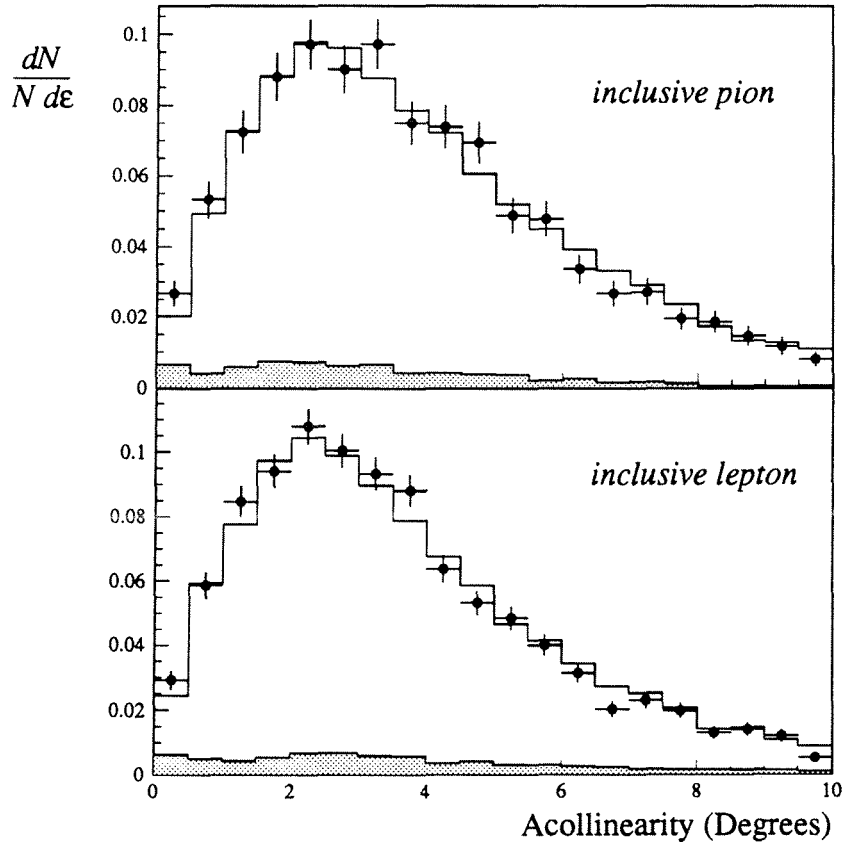 dN
N dε
0.1
0.08
0.06
0.04
0.02
0
inclusive pion
0.1
0.08
0.06
0.04
0.02
0
inclusive lepton
0 2 4 6 8 10
Acollinearity (Degrees)